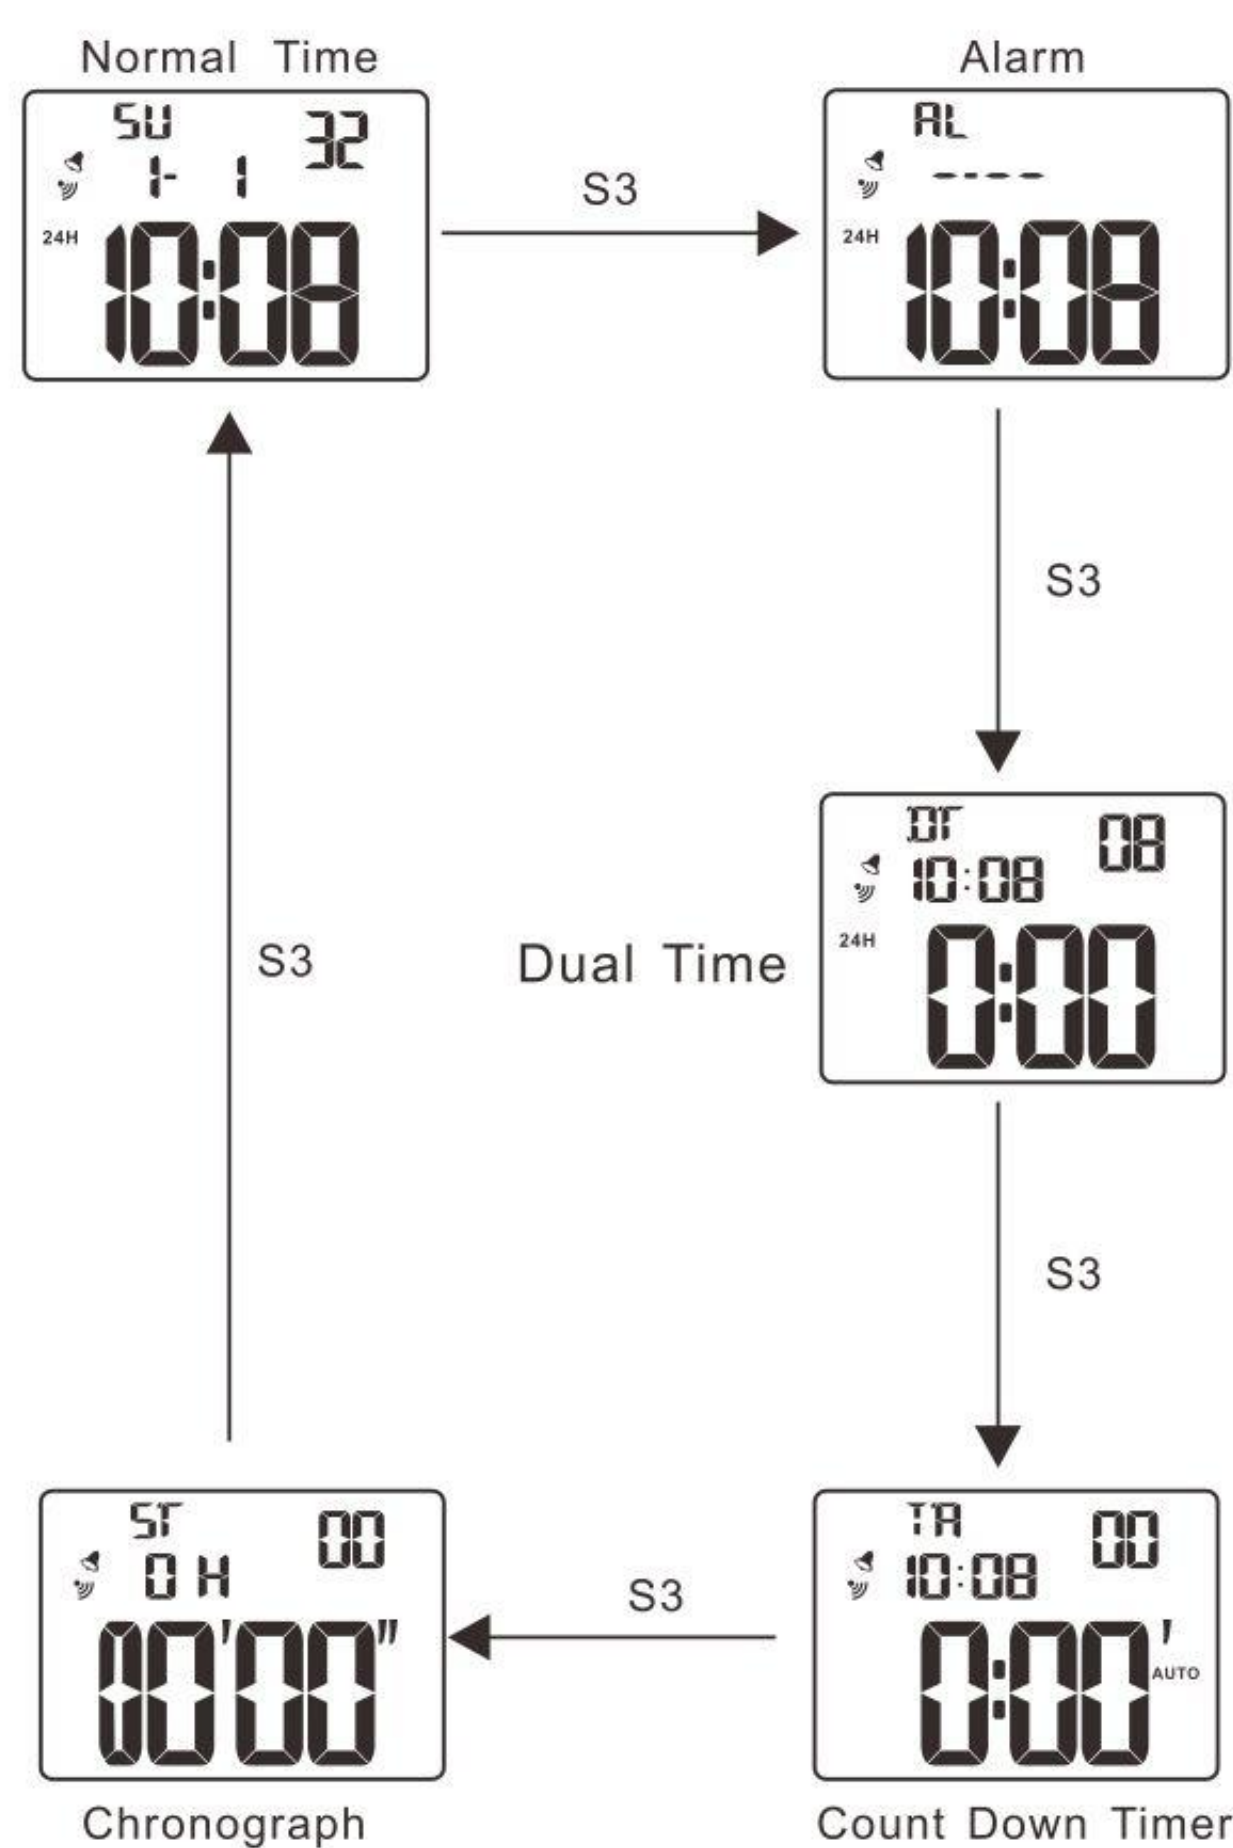 Normal Time
SU 32
1- 1
24H
10:08
S3
Alarm
AL
--:--
24H
10:08
S3
Dual Time
DT 08
10:08
24H
0:00
S3
TA 00
10:08
0:00'
AUTO
Count Down Timer
S3
ST 00
0 H
00'00"
Chronograph
S3